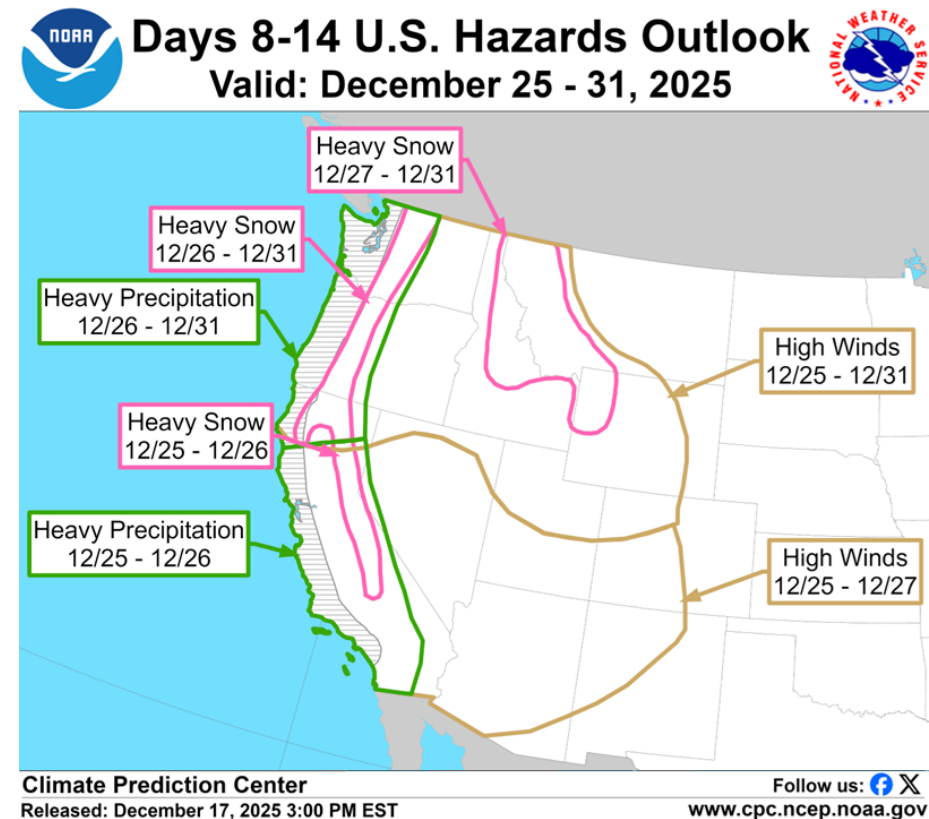 NOAA
Days 8-14 U.S. Hazards Outlook
Valid: December 25 - 31, 2025
NATIONAL WEATHER SERVICE
Heavy Snow
12/27 - 12/31
Heavy Snow
12/26 - 12/31
Heavy Precipitation
12/26 - 12/31
High Winds
12/25 - 12/31
Heavy Snow
12/25 - 12/26
Heavy Precipitation
12/25 - 12/26
High Winds
12/25 - 12/27
Climate Prediction Center
Follow us:
Released: December 17, 2025 3:00 PM EST
www.cpc.ncep.noaa.gov